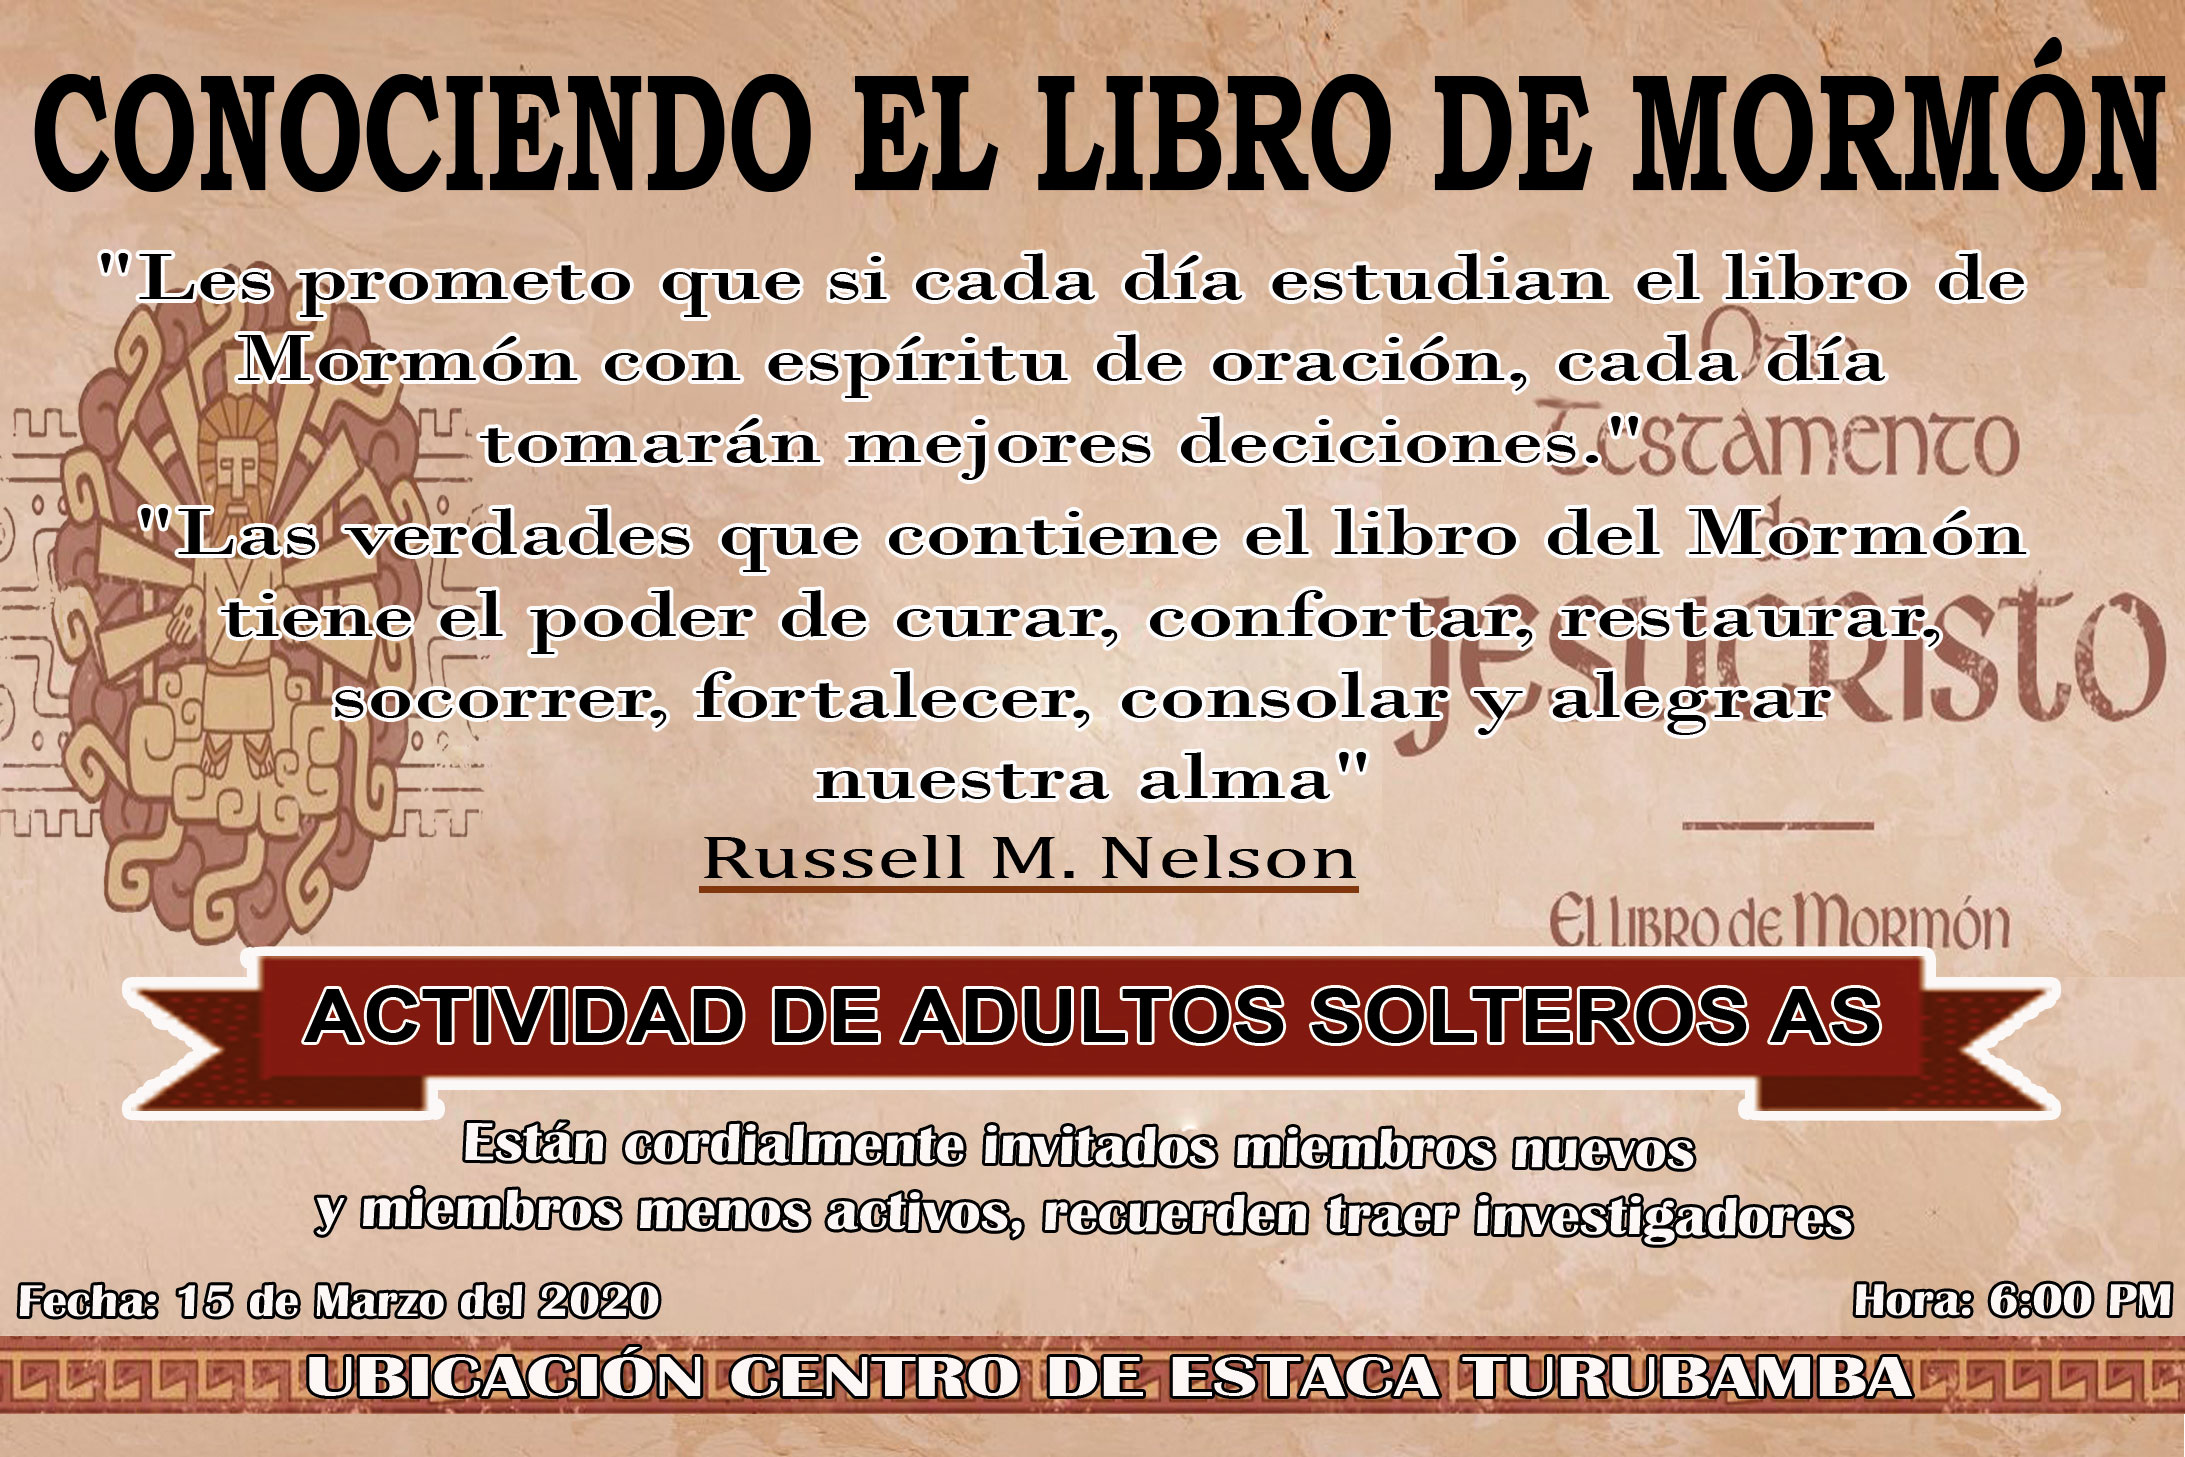 CONOCIENDO EL LIBRO DE MORMÓN
"Les prometo que si cada día estudian el libro de
Mormón con espíritu de oración, cada día
tomarán mejores deciciones."
"Las verdades que contiene el libro del Mormón
tiene el poder de curar, confortar, restaurar,
socorrer, fortalecer, consolar y alegrar
nuestra alma"
Russell M. Nelson
Otro
Testamento
de
Jesucristo
El Libro de Mormón
ACTIVIDAD DE ADULTOS SOLTEROS AS
Están cordialmente invitados miembros nuevos
y miembros menos activos, recuerden traer investigadores
Fecha: 15 de Marzo del 2020
Hora: 6:00 PM
UBICACIÓN CENTRO DE ESTACA TURUBAMBA